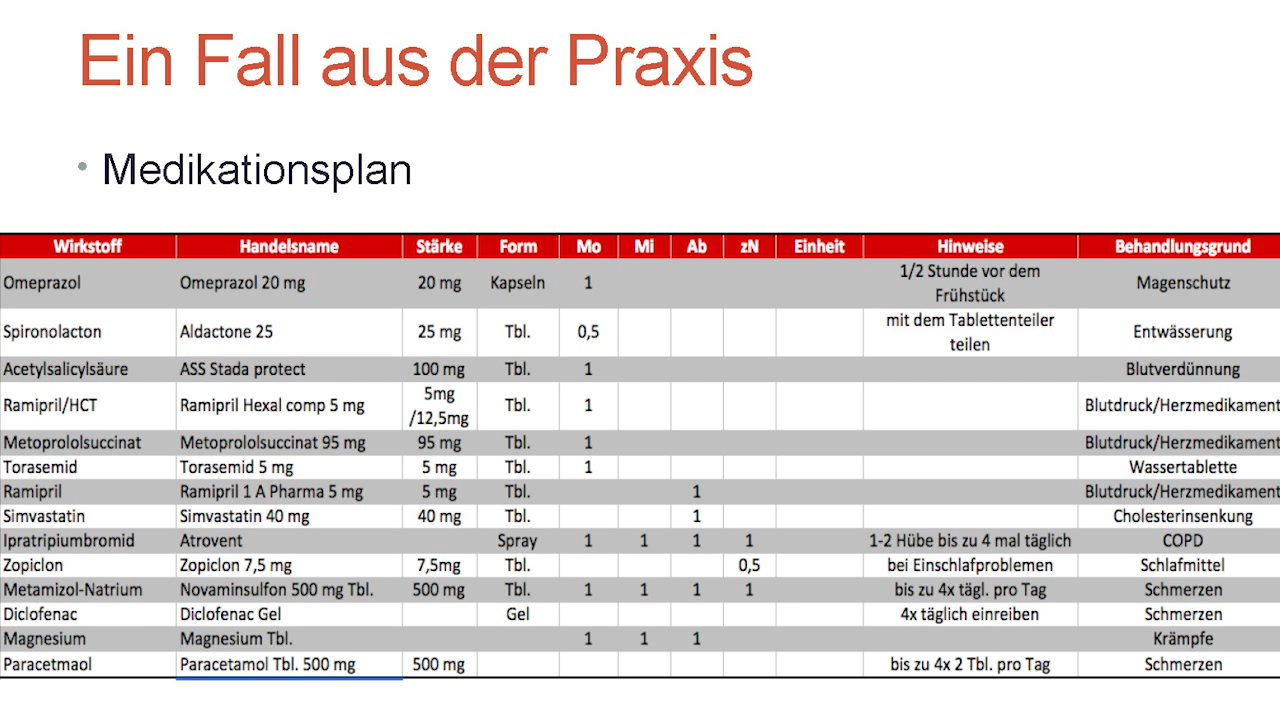 Ein Fall aus der Praxis
• Medikationsplan
Wirkstoff Handelsname Stärke Form Mo Mi Ab zN Einheit Hinweise Behandlungsgrund
Omeprazol Omeprazol 20 mg 20 mg Kapseln 1 1/2 Stunde vor dem Frühstück Magenschutz
Spironolacton Aldactone 25 25 mg Tbl. 0,5 mit dem Tablettenteiler teilen Entwässerung
Acetylsalicylsäure ASS Stada protect 100 mg Tbl. 1 Blutverdünnung
Ramipril/HCT Ramipril Hexal comp 5 mg 5mg /12,5mg Tbl. 1 Blutdruck/Herzmedikament
Metoprololsuccinat Metoprololsuccinat 95 mg 95 mg Tbl. 1 Blutdruck/Herzmedikament
Torasemid Torasemid 5 mg 5 mg Tbl. 1 Wassertablette
Ramipril Ramipril 1 A Pharma 5 mg 5 mg Tbl. 1 Blutdruck/Herzmedikament
Simvastatin Simvastatin 40 mg 40 mg Tbl. 1 Cholesterinsenkung
Ipratripiumbromid Atrovent Spray 1 1 1 1 1-2 Hübe bis zu 4 mal täglich COPD
Zopiclon Zopiclon 7,5 mg 7,5mg Tbl. 0,5 bei Einschlafproblemen Schlafmittel
Metamizol-Natrium Novaminsulfon 500 mg Tbl. 500 mg Tbl. 1 1 1 1 bis zu 4x tägl. pro Tag Schmerzen
Diclofenac Diclofenac Gel Gel 4x täglich einreiben Schmerzen
Magnesium Magnesium Tbl. 1 1 1 Krämpfe
Paracetmaol Paracetamol Tbl. 500 mg 500 mg bis zu 4x 2 Tbl. pro Tag Schmerzen